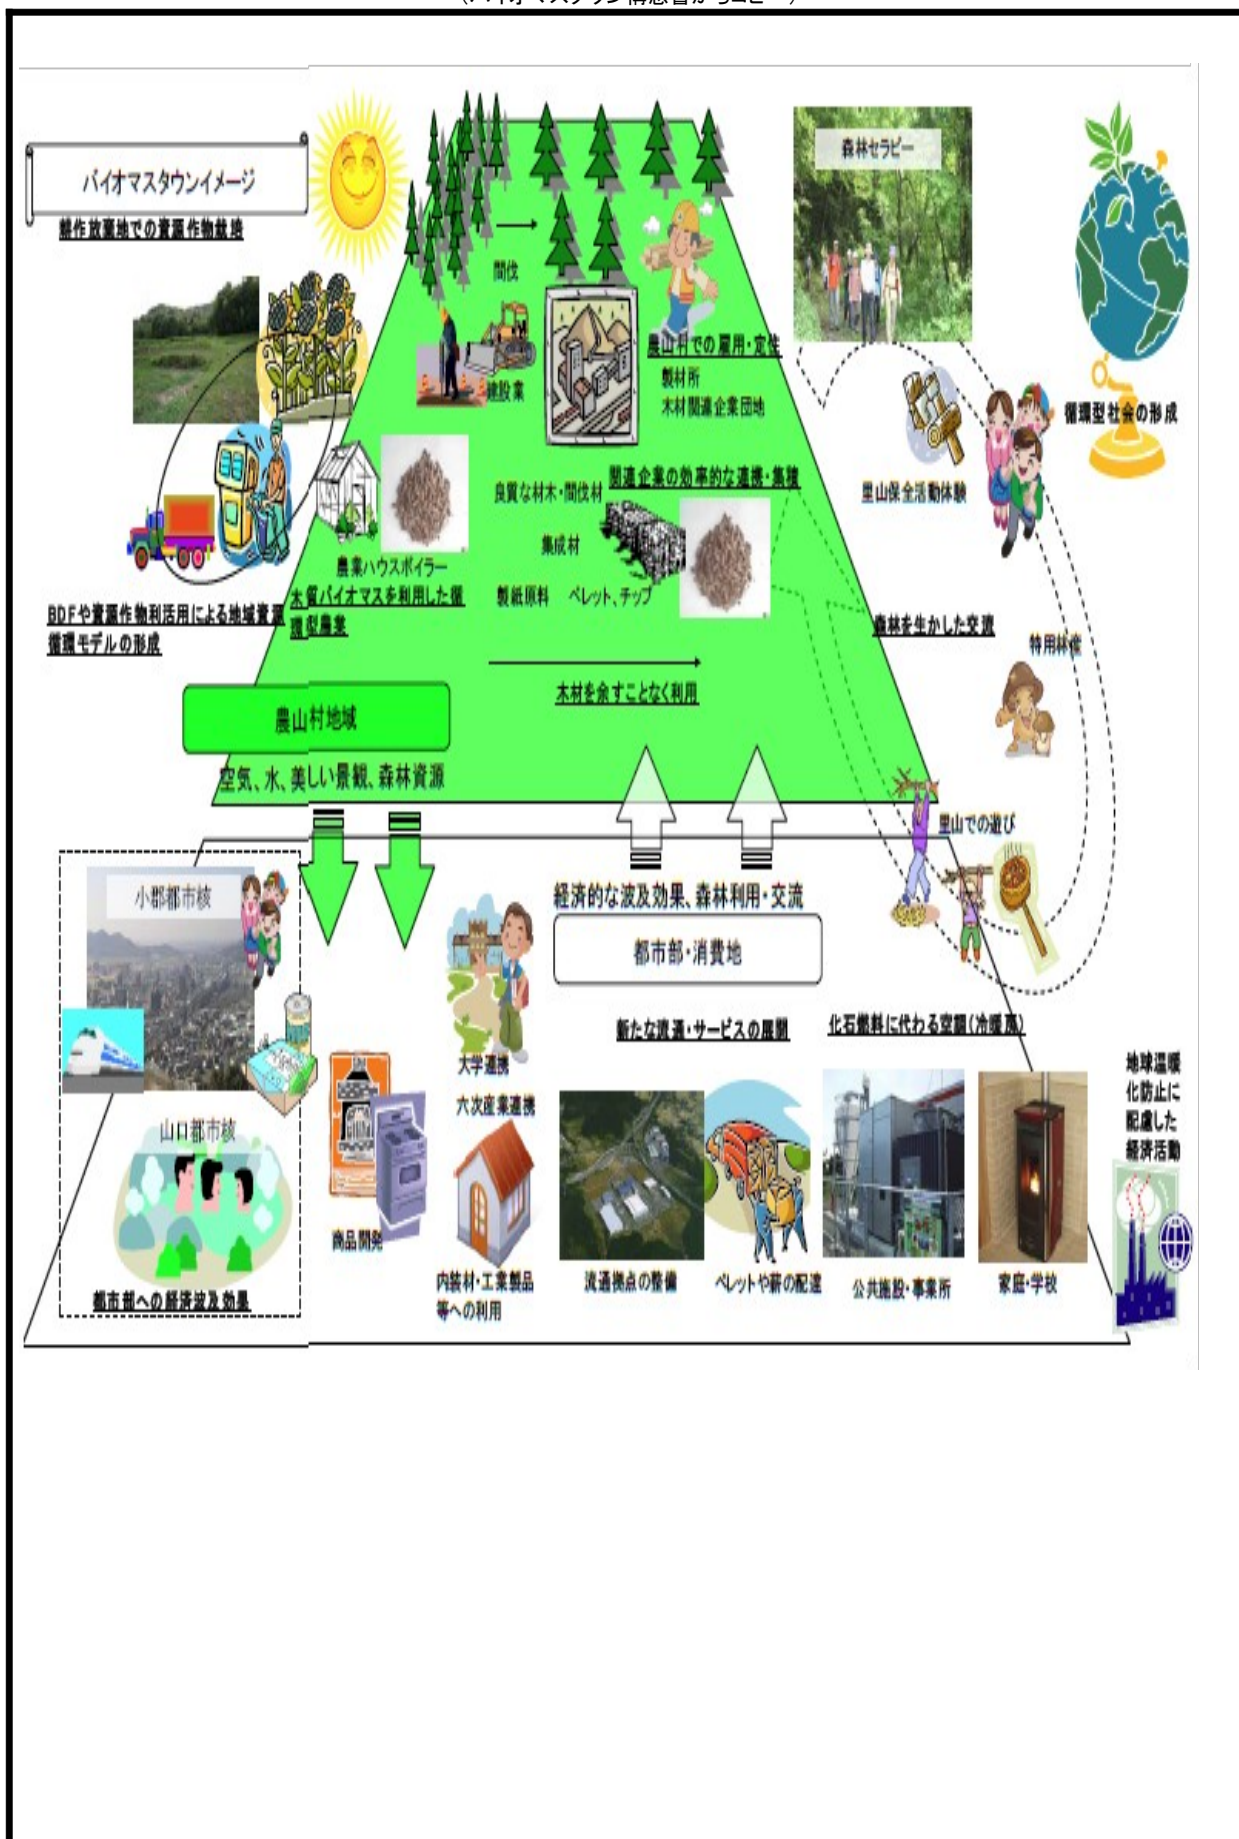 (バイオマスタウン構想書からコピー)
バイオマスタウンイメージ
耕作放棄地での資源作物栽培
森林セラピー
間伐
建設業
農山村での雇用・定住
製材所
木材関連企業団地
循環型社会の形成
里山保全活動体験
関連企業の効率的な連携・集積
良質な材木・間伐材
集成材
製紙原料
ペレット、チップ
農業ハウスボイラー
木質バイオマスを利用した循
環型農業
BDFや資源作物利活用による地域資源
循環モデルの形成
森林を生かした交流
特用林産
木材を余すことなく利用
農山村地域
空気、水、美しい景観、森林資源
里山での遊び
小郡都市核
経済的な波及効果、森林利用・交流
都市部・消費地
新たな流通・サービスの展開
化石燃料に代わる空調(冷暖房)
大学連携
六次産業連携
地球温暖
化防止に
配慮した
経済活動
山口都市核
商品開発
都市部への経済波及効果
内装材・工業製品
等への利用
流通拠点の整備
ペレットや薪の配達
公共施設・事業所
家庭・学校